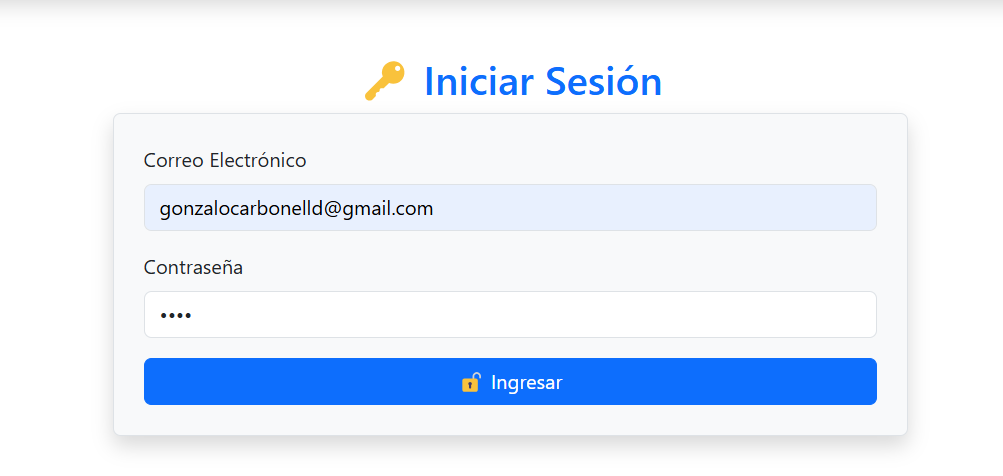 Iniciar Sesión
Correo Electrónico
gonzalocarbonelld@gmail.com
Contraseña
••••
Ingresar